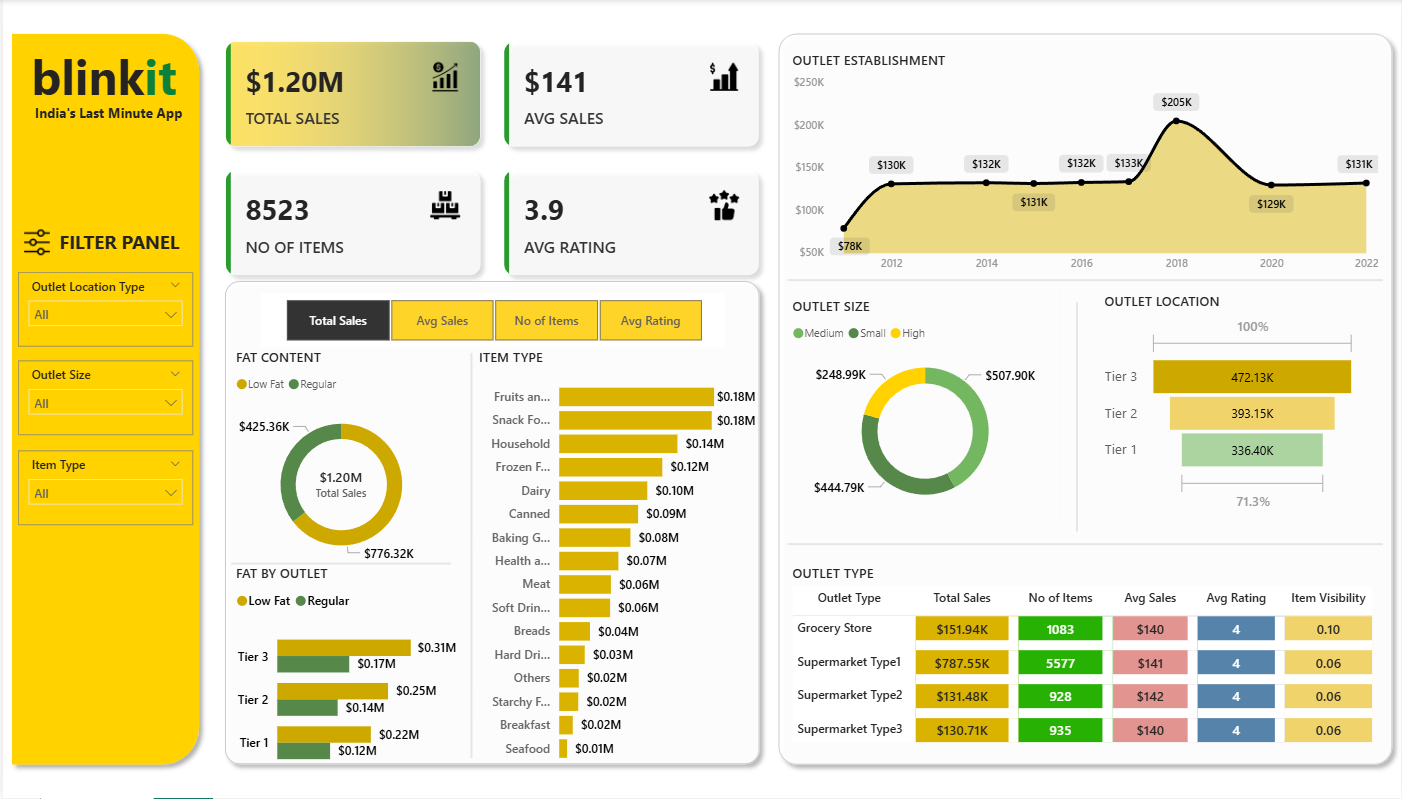 blinkit
India's Last Minute App
FILTER PANEL
Outlet Location Type
All
Outlet Size
All
Item Type
All
$1.20M
TOTAL SALES
$141
AVG SALES
8523
NO OF ITEMS
3.9
AVG RATING
Total Sales Avg Sales No of Items Avg Rating
FAT CONTENT
Low Fat Regular
$425.36K
$1.20M
Total Sales
$776.32K
FAT BY OUTLET
Low Fat Regular
Tier 3 $0.31M
$0.17M
Tier 2 $0.25M
$0.14M
Tier 1 $0.22M
$0.12M
ITEM TYPE
Fruits an... $0.18M
Snack Fo... $0.18M
Household $0.14M
Frozen F... $0.12M
Dairy $0.10M
Canned $0.09M
Baking G... $0.08M
Health a... $0.07M
Meat $0.06M
Soft Drin... $0.06M
Breads $0.04M
Hard Dri... $0.03M
Others $0.02M
Starchy F... $0.02M
Breakfast $0.02M
Seafood $0.01M
OUTLET ESTABLISHMENT
$250K
$200K
$150K
$100K
$50K
$78K
$130K
$132K
$131K
$132K
$133K
$205K
$129K
$131K
2012 2014 2016 2018 2020 2022
OUTLET SIZE
Medium Small High
$248.99K
$507.90K
$444.79K
OUTLET LOCATION
100%
Tier 3 472.13K
Tier 2 393.15K
Tier 1 336.40K
71.3%
OUTLET TYPE
Outlet Type Total Sales No of Items Avg Sales Avg Rating Item Visibility
Grocery Store $151.94K 1083 $140 4 0.10
Supermarket Type1 $787.55K 5577 $141 4 0.06
Supermarket Type2 $131.48K 928 $142 4 0.06
Supermarket Type3 $130.71K 935 $140 4 0.06